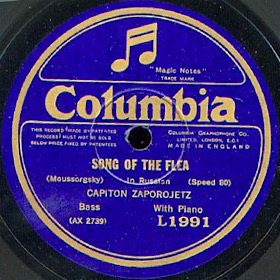 "Magic Notes"
TRADE MARK
Columbia
THIS RECORD MADE BY PATENTED
PROCESS: MUST NOT BE SOLD
BELOW PRICE FIXED BY PATENTEES
COLUMBIA GRAPHOPHONE CO.
LIMITED, LONDON, E.C.1
MADE IN ENGLAND
SONG OF THE FLEA
(Moussorgsky) In Russian (Speed 80)
CAPITON ZAPOROJETZ
Bass With Piano
(AX 2739) L1991